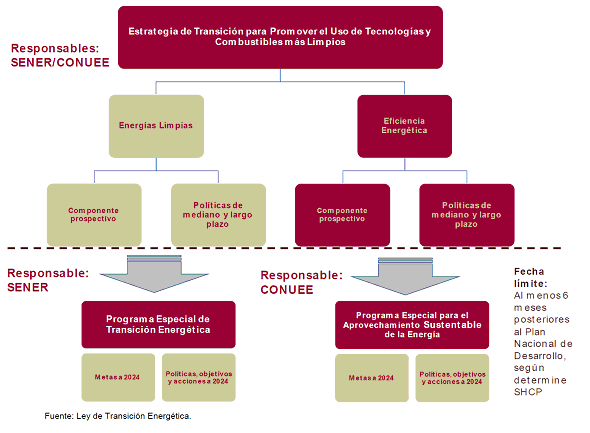 Estrategia de Transición para Promover el Uso de Tecnologías y
Combustibles más Limpios
Responsables:
SENER/CONUEE
Energías Limpias
Eficiencia
Energética
Componente
prospectivo
Políticas de
mediano y largo
plazo
Componente
prospectivo
Políticas de
mediano y largo
plazo
Responsable:
SENER
Responsable:
CONUEE
Fecha
limite:
Al menos 6
meses
posteriores
al Plan
Nacional de
Desarrollo,
según
determine
SHCP
Programa Especial de
Transición Energética
Programa Especial para el
Aprovechamiento Sustentable
de la Energía
Metas a 2024
Políticas, objetivos
y acciones a 2024
Metas a 2024
Políticas, objetivos
y acciones a 2024
Fuente: Ley de Transición Energética.